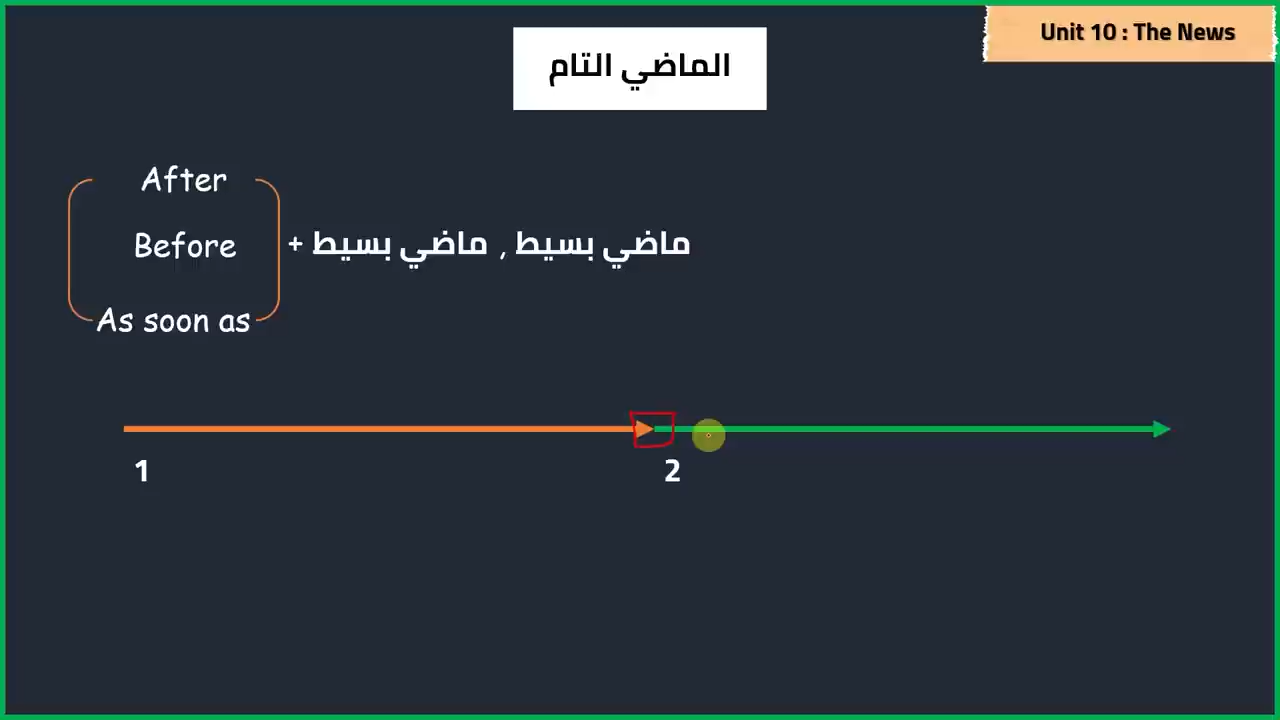 Unit 10 : The News
الماضي التام
After
Before
+ ماضي بسيط , ماضي بسيط
As soon as
1
2